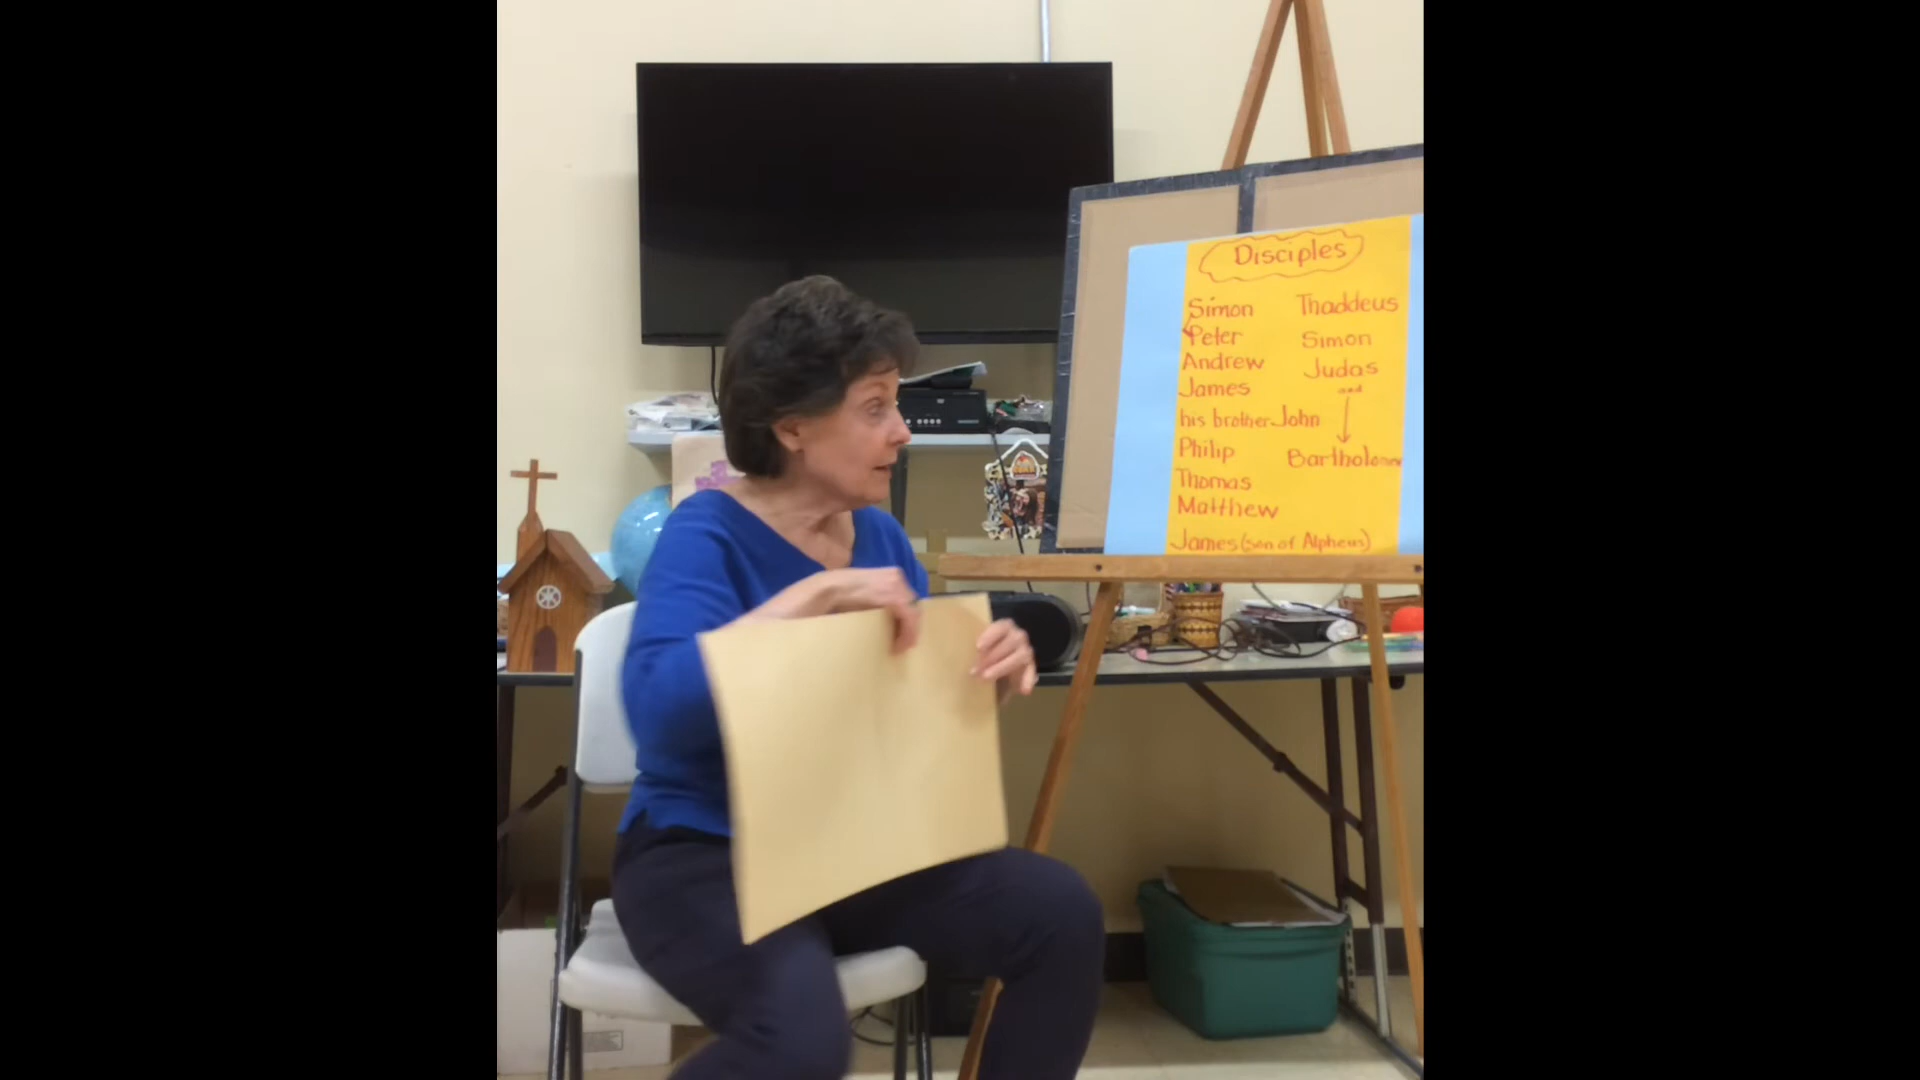 Disciples
Simon
Peter
Andrew
James
his brother John
Philip
Thomas
Matthew
James (son of Alpheus)
Thaddeus
Simon
Judas
and
Bartholomew